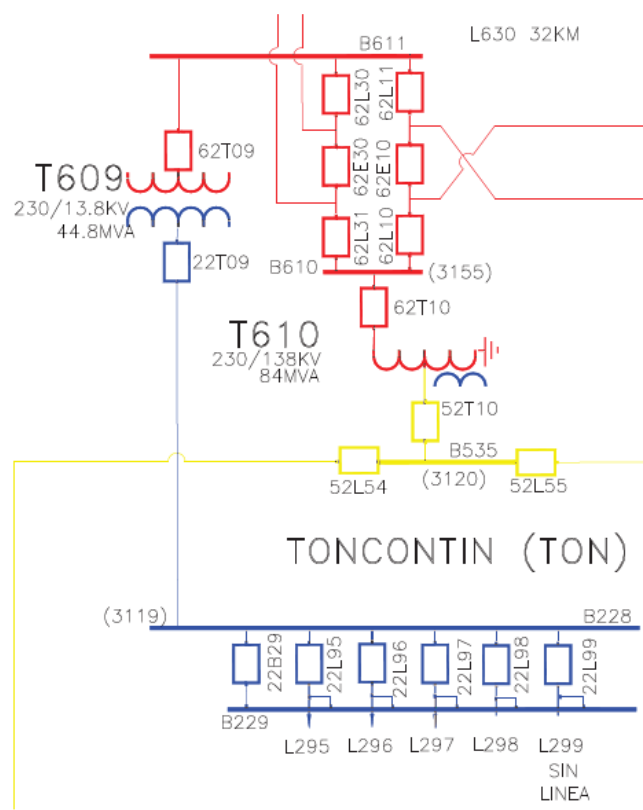 B611
L630 32KM
62L30
62L11
62T09
T609
230/13.8KV
44.8MVA
62E30
62E10
22T09
62L31
62L10
B610
(3155)
62T10
T610
230/138KV
84MVA
52T10
B535
52L54
(3120)
52L55
TONCONTIN (TON)
(3119)
B228
22B29
22L95
22L96
22L97
22L98
22L99
B229
L295
L296
L297
L298
L299
SIN
LINEA